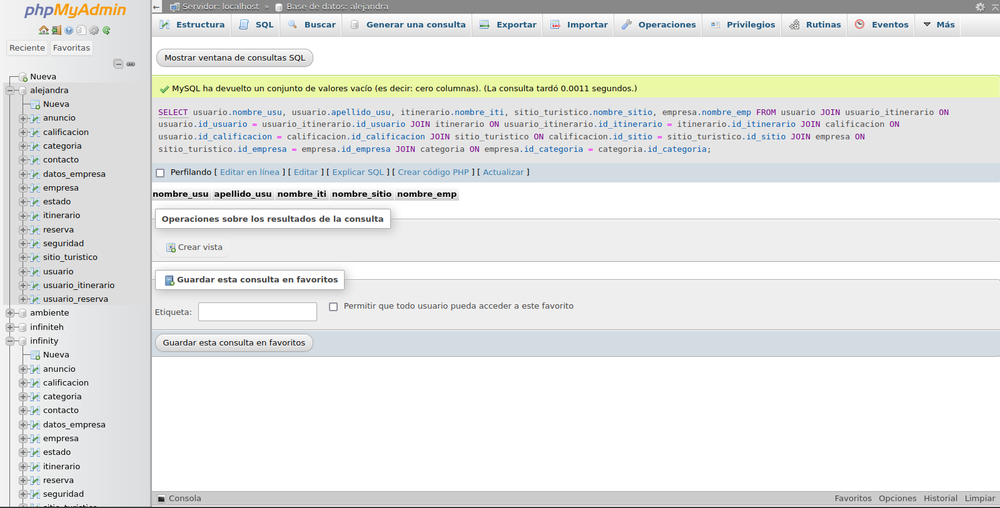 phpMyAdmin
Reciente Favoritas
Nueva
alejandra
Nueva
anuncio
calificacion
categoria
contacto
datos_empresa
empresa
estado
itinerario
reserva
seguridad
sitio_turistico
usuario
usuario_itinerario
usuario_reserva
ambiente
infiniteh
infinity
Nueva
anuncio
calificacion
categoria
contacto
datos_empresa
empresa
estado
itinerario
reserva
seguridad
sitio_turistico
Servidor: localhost » Base de datos: alejandra
Estructura SQL Buscar Generar una consulta Exportar Importar Operaciones Privilegios Rutinas Eventos Más
Mostrar ventana de consultas SQL
MySQL ha devuelto un conjunto de valores vacío (es decir: cero columnas). (La consulta tardó 0.0011 segundos.)
SELECT usuario.nombre_usu, usuario.apellido_usu, itinerario.nombre_iti, sitio_turistico.nombre_sitio, empresa.nombre_emp FROM usuario JOIN usuario_itinerario ON
usuario.id_usuario = usuario_itinerario.id_usuario JOIN itinerario ON usuario_itinerario.id_itinerario = itinerario.id_itinerario JOIN calificacion ON
usuario.id_calificacion = calificacion.id_calificacion JOIN sitio_turistico ON calificacion.id_sitio = sitio_turistico.id_sitio JOIN empresa ON
sitio_turistico.id_empresa = empresa.id_empresa JOIN categoria ON empresa.id_categoria = categoria.id_categoria;
Perfilando [ Editar en línea ] [ Editar ] [ Explicar SQL ] [ Crear código PHP ] [ Actualizar ]
nombre_usu apellido_usu nombre_iti nombre_sitio nombre_emp
Operaciones sobre los resultados de la consulta
Crear vista
Guardar esta consulta en favoritos
Etiqueta: Permitir que todo usuario pueda acceder a este favorito
Guardar esta consulta en favoritos
Consola Favoritos Opciones Historial Limpiar